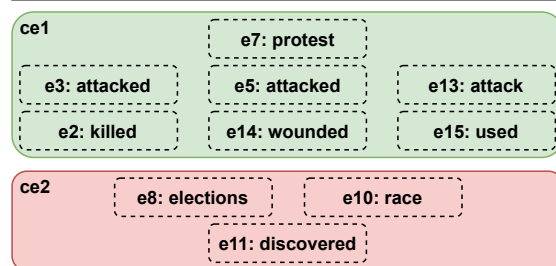 ce1
e7: protest
e3: attacked e5: attacked e13: attack
e2: killed e14: wounded e15: used
ce2
e8: elections e10: race
e11: discovered